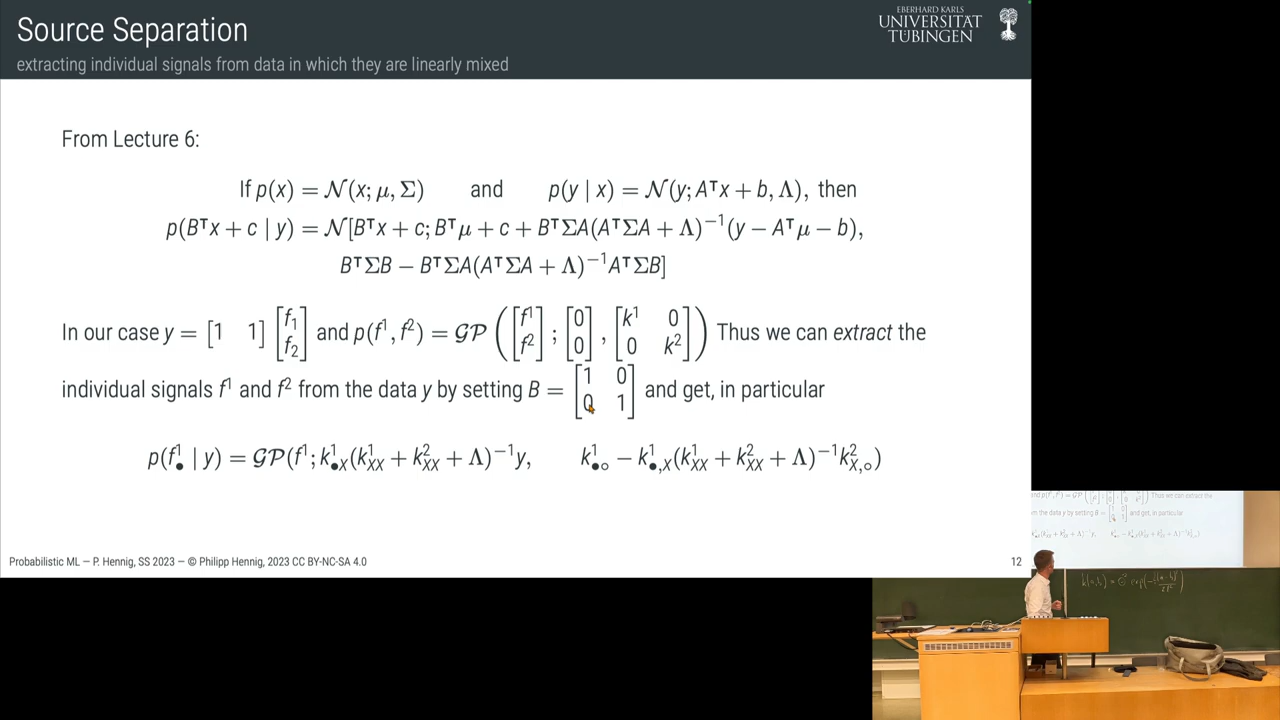 Source Separation
extracting individual signals from data in which they are linearly mixed
EBERHARD KARLS
UNIVERSITÄT
TÜBINGEN
From Lecture 6:
If p(x) = 𝒩(x; μ, Σ) and p(y | x) = 𝒩(y; Aᵀx + b, Λ), then
p(Bᵀx + c | y) = 𝒩[Bᵀx + c; Bᵀμ + c + BᵀΣA(AᵀΣA + Λ)⁻¹(y − Aᵀμ − b),
BᵀΣB − BᵀΣA(AᵀΣA + Λ)⁻¹AᵀΣB]
In our case y = [1 1] [f₁ f₂] and p(f¹, f²) = 𝒢𝒫([f¹ f²]; [0 0], [k¹ 0 0 k²]) Thus we can extract the
individual signals f¹ and f² from the data y by setting B = [1 0 0 1] and get, in particular
p(f¹• | y) = 𝒢𝒫(f¹; k¹•X(k¹XX + k²XX + Λ)⁻¹y, k¹•∘ − k¹•,X(k¹XX + k²XX + Λ)⁻¹k²X,∘)
Probabilistic ML — P. Hennig, SS 2023 — © Philipp Hennig, 2023 CC BY-NC-SA 4.0
12